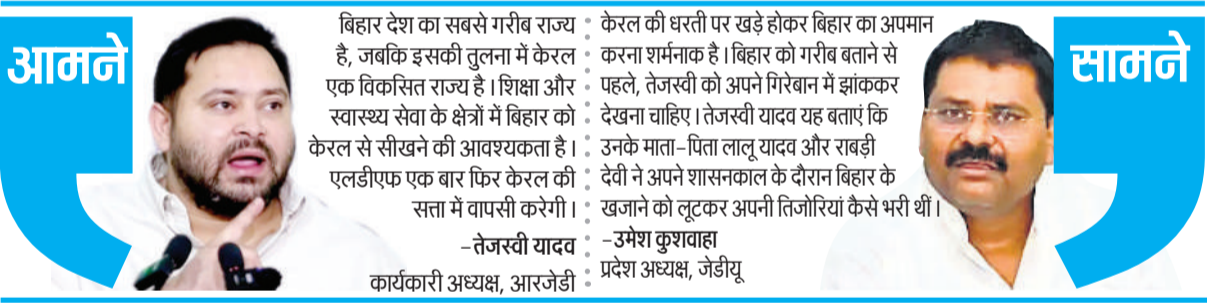 आमने
बिहार देश का सबसे गरीब राज्य
है, जबकि इसकी तुलना में केरल
एक विकसित राज्य है। शिक्षा और
स्वास्थ्य सेवा के क्षेत्रों में बिहार को
केरल से सीखने की आवश्यकता है।
एलडीएफ एक बार फिर केरल की
सत्ता में वापसी करेगी।
–तेजस्वी यादव
कार्यकारी अध्यक्ष, आरजेडी
केरल की धरती पर खड़े होकर बिहार का अपमान
करना शर्मनाक है। बिहार को गरीब बताने से
पहले, तेजस्वी को अपने गिरेबान में झांककर
देखना चाहिए। तेजस्वी यादव यह बताएं कि
उनके माता-पिता लालू यादव और राबड़ी
देवी ने अपने शासनकाल के दौरान बिहार के
खजाने को लूटकर अपनी तिजोरियां कैसे भरी थीं।
–उमेश कुशवाहा
प्रदेश अध्यक्ष, जेडीयू
सामने